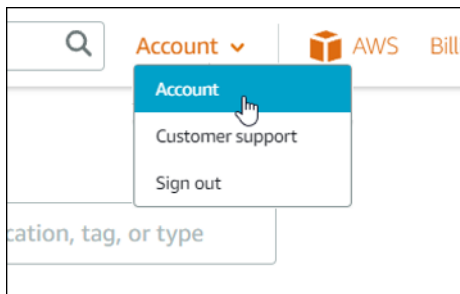 Account AWS Bill
Account
Customer support
Sign out
cation, tag, or type